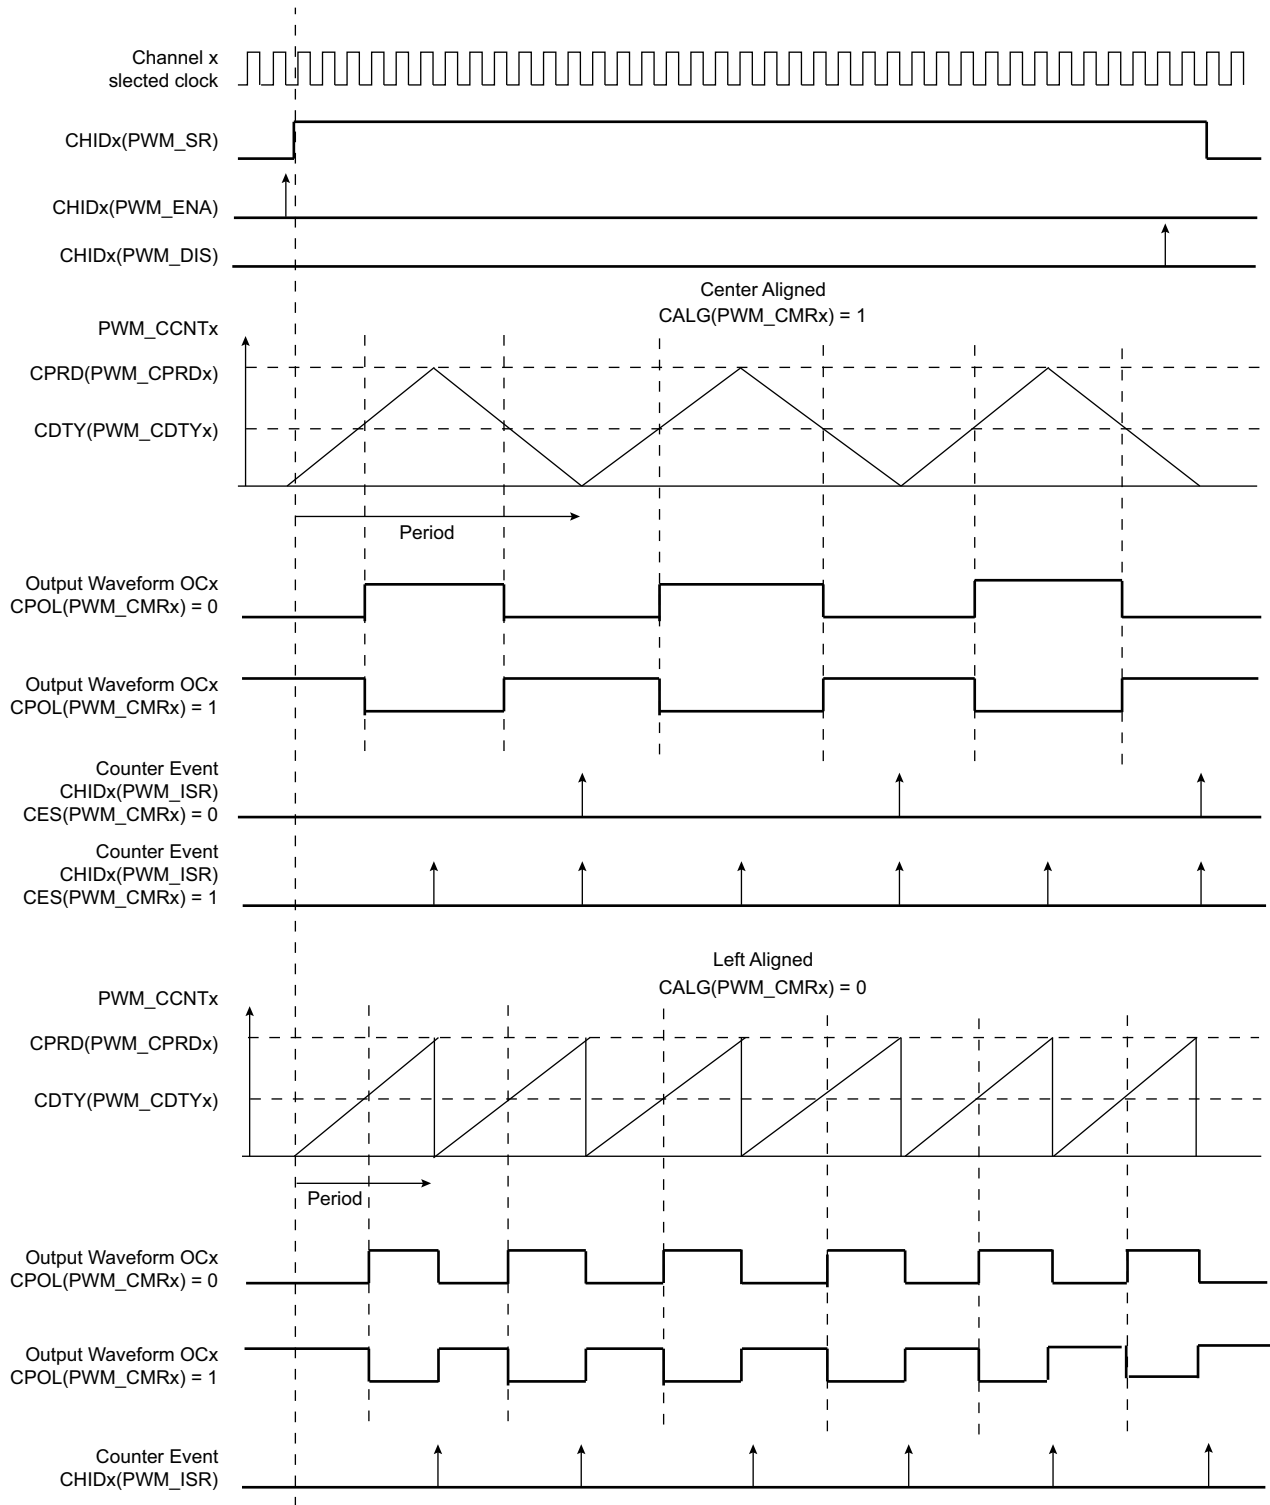 Channel x
slected clock
CHIDx(PWM_SR)
CHIDx(PWM_ENA)
CHIDx(PWM_DIS)
Center Aligned
CALG(PWM_CMRx) = 1
PWM_CCNTx
CPRD(PWM_CPRDx)
CDTY(PWM_CDTYx)
Period
Output Waveform OCx
CPOL(PWM_CMRx) = 0
Output Waveform OCx
CPOL(PWM_CMRx) = 1
Counter Event
CHIDx(PWM_ISR)
CES(PWM_CMRx) = 0
Counter Event
CHIDx(PWM_ISR)
CES(PWM_CMRx) = 1
Left Aligned
CALG(PWM_CMRx) = 0
PWM_CCNTx
CPRD(PWM_CPRDx)
CDTY(PWM_CDTYx)
Period
Output Waveform OCx
CPOL(PWM_CMRx) = 0
Output Waveform OCx
CPOL(PWM_CMRx) = 1
Counter Event
CHIDx(PWM_ISR)